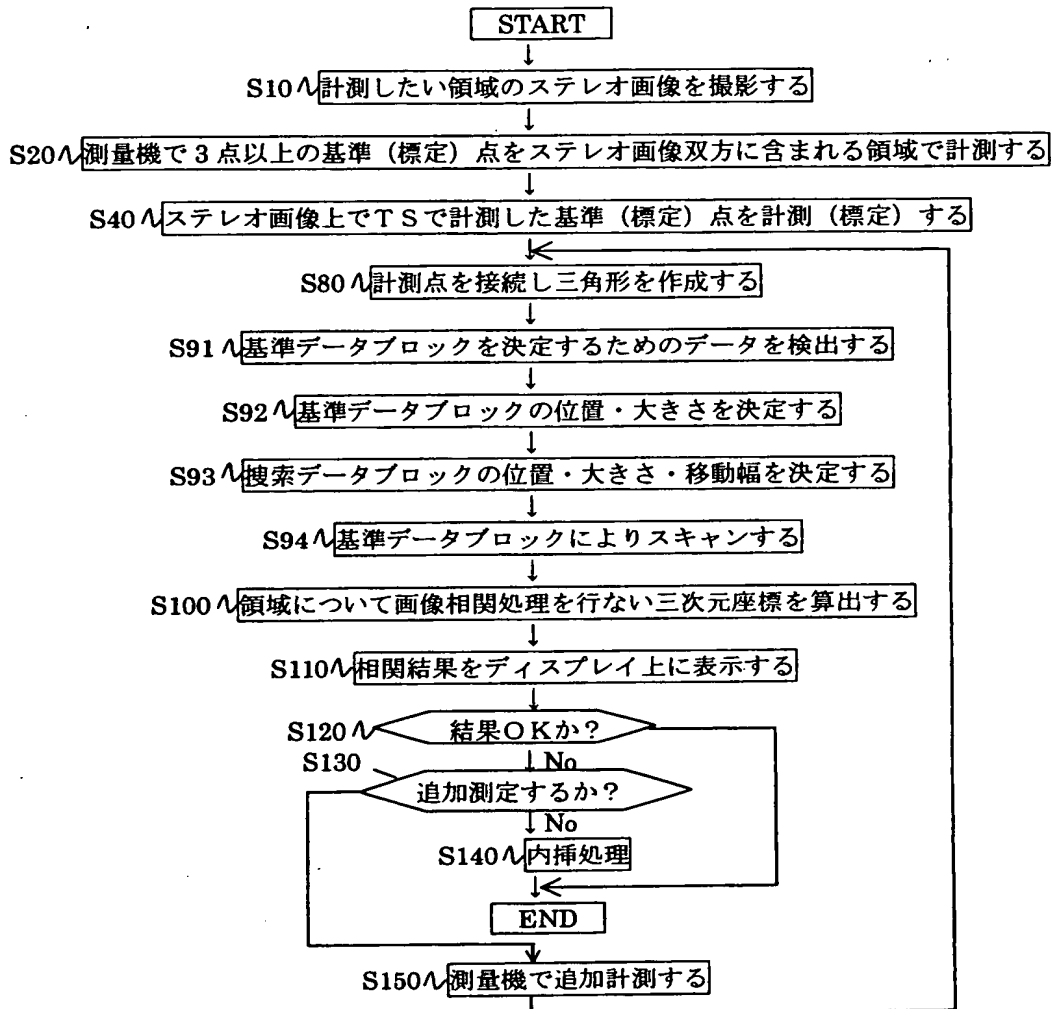 START
S10 計測したい領域のステレオ画像を撮影する
S20 測量機で3点以上の基準（標定）点をステレオ画像双方に含まれる領域で計測する
S40 ステレオ画像上でTSで計測した基準（標定）点を計測（標定）する
S80 計測点を接続し三角形を作成する
S91 基準データブロックを決定するためのデータを検出する
S92 基準データブロックの位置・大きさを決定する
S93 捜索データブロックの位置・大きさ・移動幅を決定する
S94 基準データブロックによりスキャンする
S100 領域について画像相関処理を行ない三次元座標を算出する
S110 相関結果をディスプレイ上に表示する
S120 結果OKか？
No
S130 追加測定するか？
No
S140 内挿処理
END
S150 測量機で追加計測する